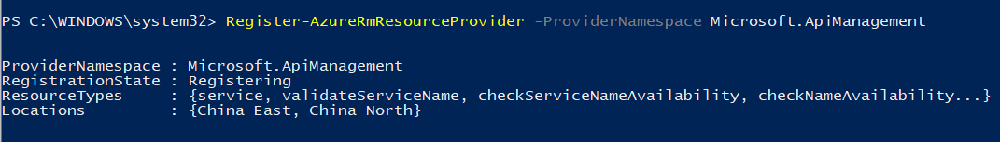 PS C:\WINDOWS\system32> Register-AzureRmResourceProvider -ProviderNamespace Microsoft.ApiManagement
ProviderNamespace : Microsoft.ApiManagement
RegistrationState : Registering
ResourceTypes     : {service, validateServiceName, checkServiceNameAvailability, checkNameAvailability...}
Locations         : {China East, China North}